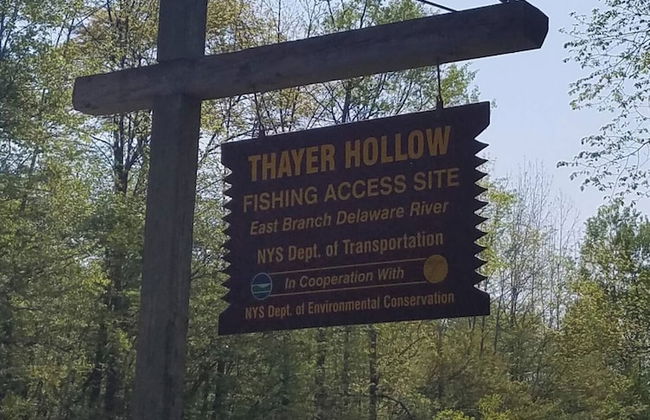 THAYER HOLLOW
FISHING ACCESS SITE
East Branch Delaware River
NYS Dept. of Transportation
In Cooperation With
NYS Dept. of Environmental Conservation